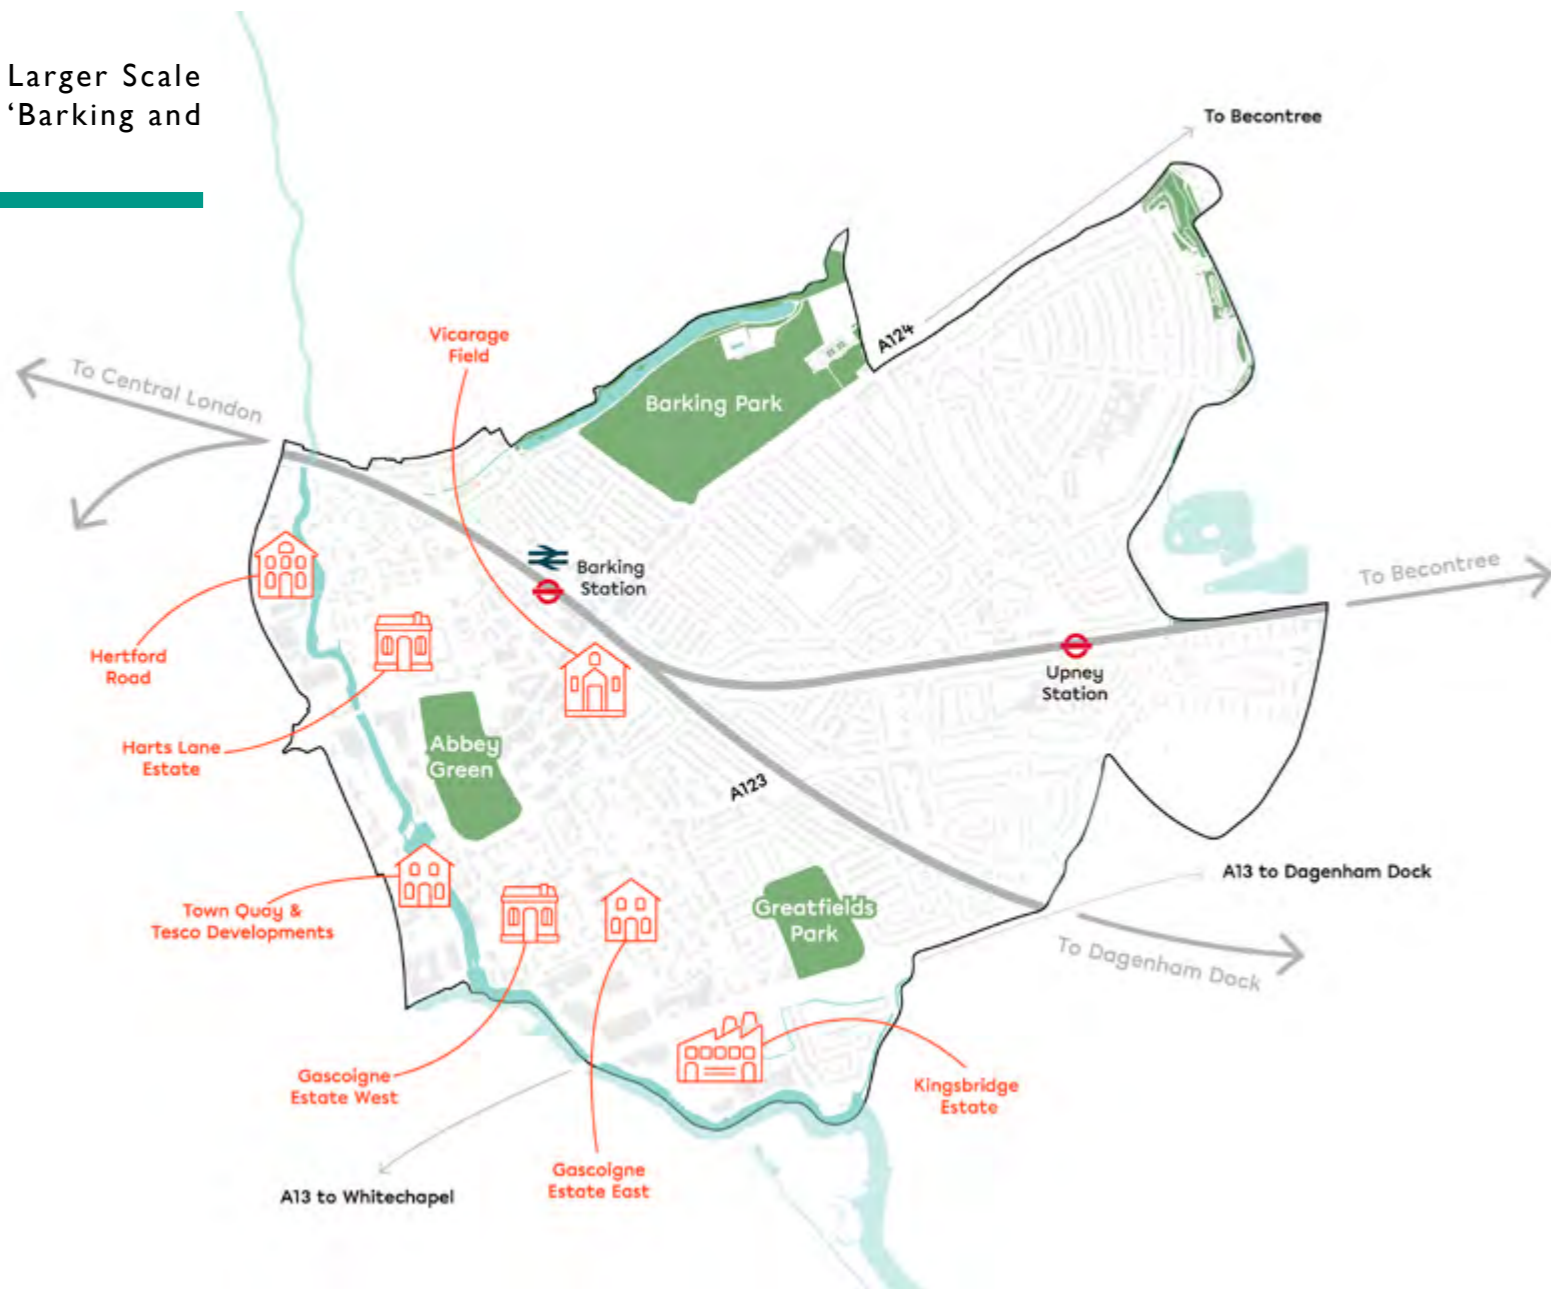 Larger Scale
‘Barking and
To Becontree
A124
Vicarage
Field
To Central London
Barking Park
Barking
Station
To Becontree
Hertford
Road
Upney
Station
Harts Lane
Estate
Abbey
Green
A123
A13 to Dagenham Dock
Town Quay &
Tesco Developments
Greatfields
Park
To Dagenham Dock
Gascoigne
Estate West
Kingsbridge
Estate
Gascoigne
Estate East
A13 to Whitechapel